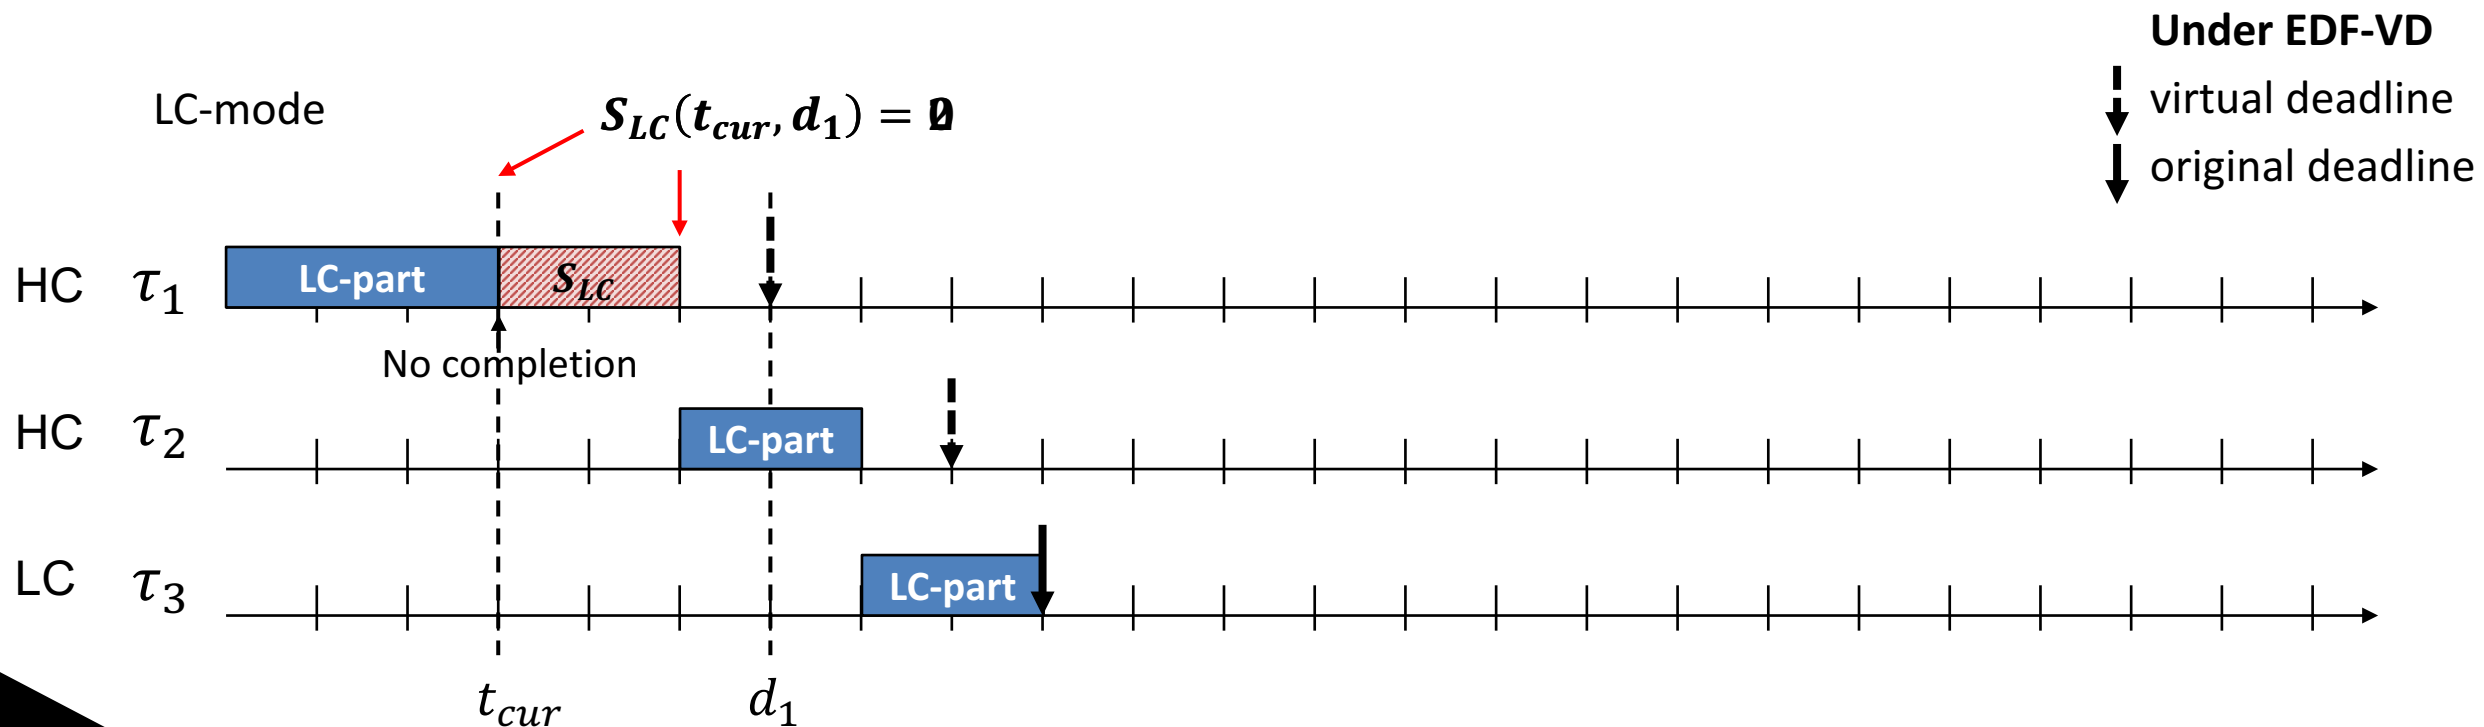 Under EDF-VD
virtual deadline
original deadline
LC-mode
S_LC(t_cur, d_1) =
HC τ_1 LC-part S_LC
No completion
HC τ_2 LC-part
LC τ_3 LC-part
t_cur d_1